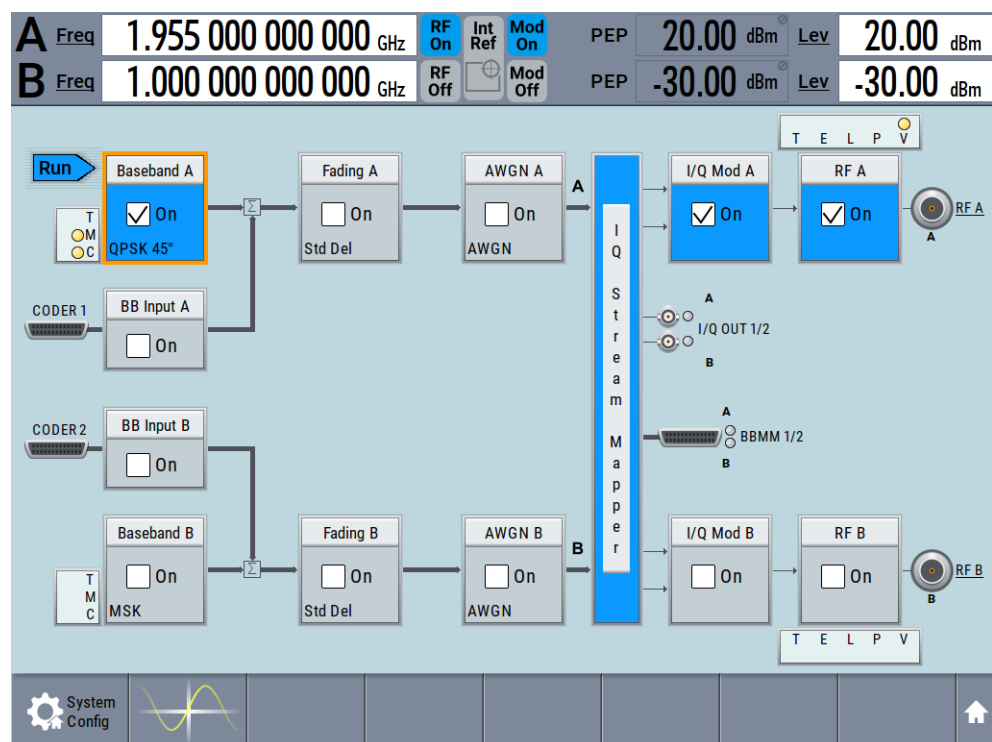 A Freq 1.955 000 000 000 GHz RF On Int Ref Mod On PEP 20.00 dBm Lev 20.00 dBm
B Freq 1.000 000 000 000 GHz RF Off Mod Off PEP -30.00 dBm Lev -30.00 dBm
T E L P V
Run
Baseband A
Fading A
AWGN A
I/Q Mod A
RF A
A
T
M
C
On
On
On
On
On
RF A
A
QPSK 45°
Std Del
AWGN
IQ Stream Mapper
CODER 1
BB Input A
On
A
I/Q OUT 1/2
B
CODER 2
BB Input B
On
A
BBMM 1/2
B
Baseband B
Fading B
AWGN B
I/Q Mod B
RF B
B
T
M
C
On
On
On
On
On
RF B
B
MSK
Std Del
AWGN
T E L P V
System
Config